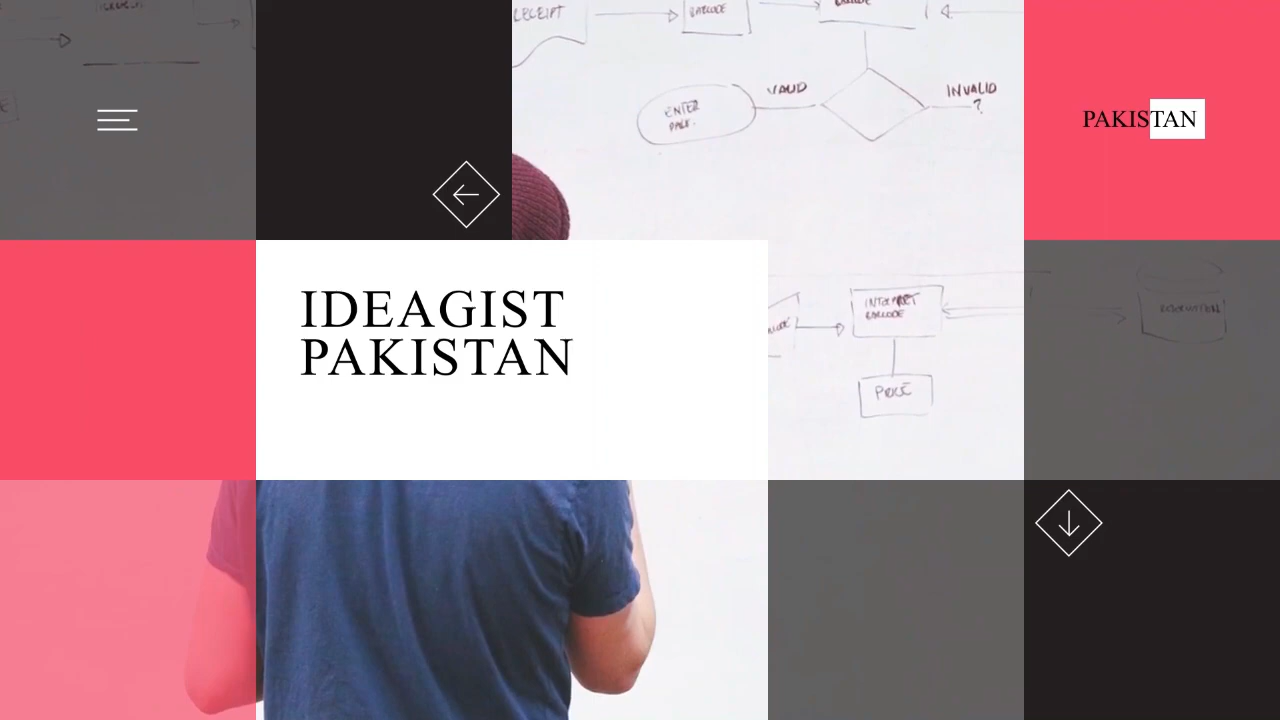 RECEIPT
BARCODE
ENTER
VALID
INVALID
?
PAKISTAN
IDEAGIST
PAKISTAN
INTERPRET
BARCODE
PRICE